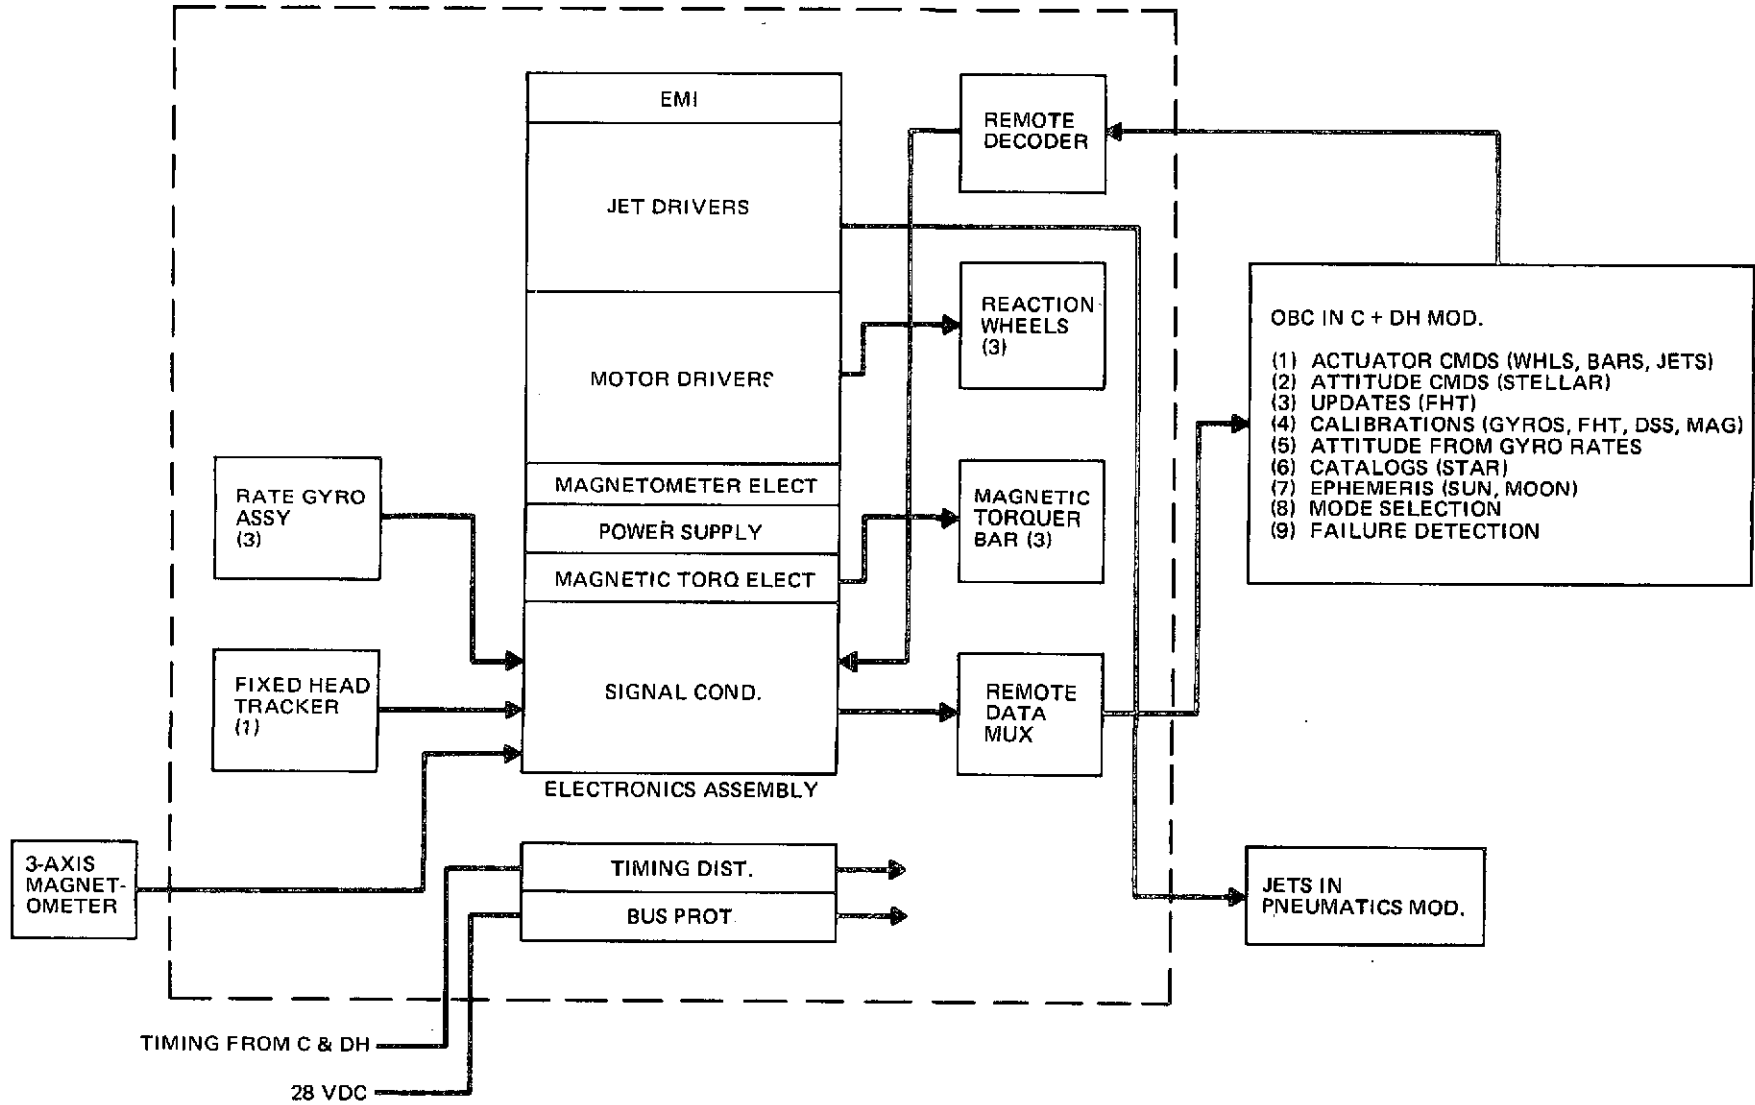 EMI
JET DRIVERS
MOTOR DRIVERS
MAGNETOMETER ELECT
POWER SUPPLY
MAGNETIC TORQ ELECT
SIGNAL COND.
ELECTRONICS ASSEMBLY
TIMING DIST.
BUS PROT
RATE GYRO
ASSY
(3)
FIXED HEAD
TRACKER
(1)
3-AXIS
MAGNET-
OMETER
TIMING FROM C & DH
28 VDC
REMOTE
DECODER
REACTION
WHEELS
(3)
MAGNETIC
TORQUER
BAR (3)
REMOTE
DATA
MUX
OBC IN C + DH MOD.
(1) ACTUATOR CMDS (WHLS, BARS, JETS)
(2) ATTITUDE CMDS (STELLAR)
(3) UPDATES (FHT)
(4) CALIBRATIONS (GYROS, FHT, DSS, MAG)
(5) ATTITUDE FROM GYRO RATES
(6) CATALOGS (STAR)
(7) EPHEMERIS (SUN, MOON)
(8) MODE SELECTION
(9) FAILURE DETECTION
JETS IN
PNEUMATICS MOD.